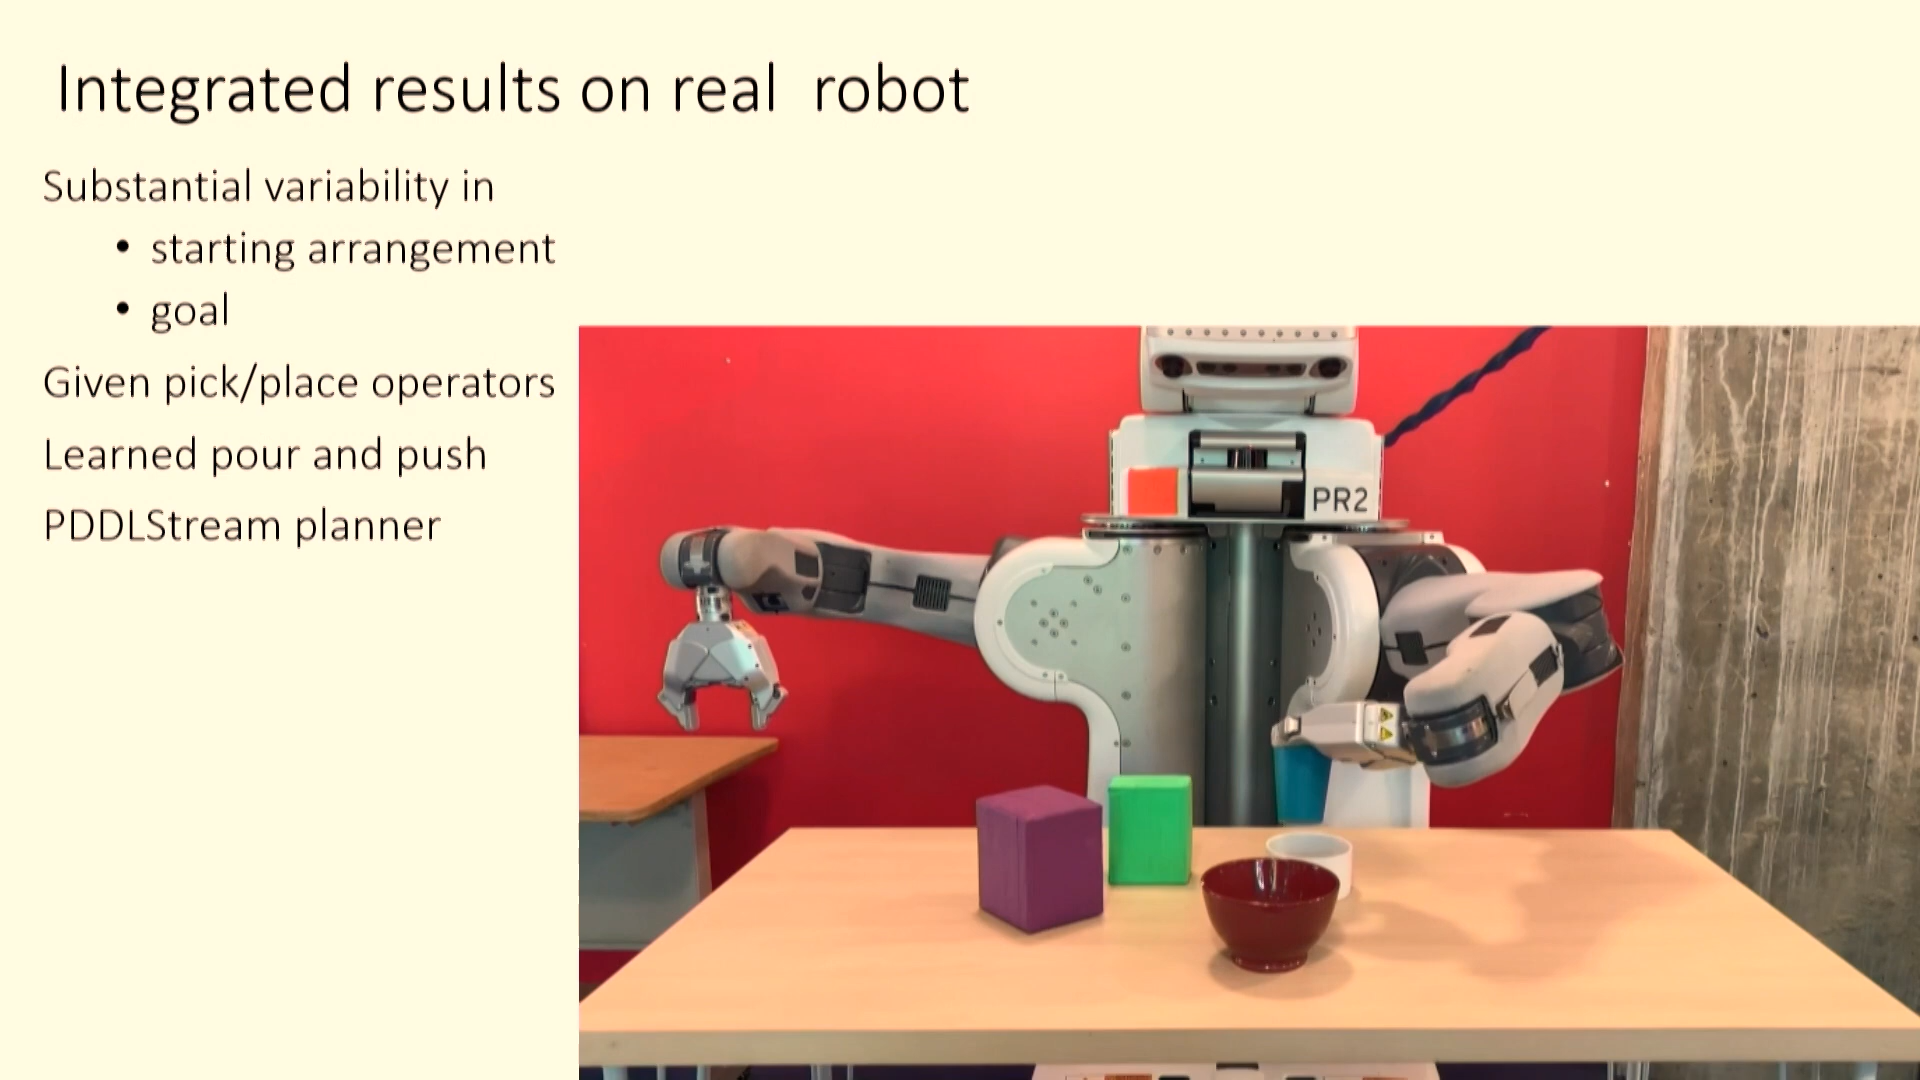 Integrated results on real robot
Substantial variability in
• starting arrangement
• goal
Given pick/place operators
Learned pour and push
PDDLStream planner
PR2